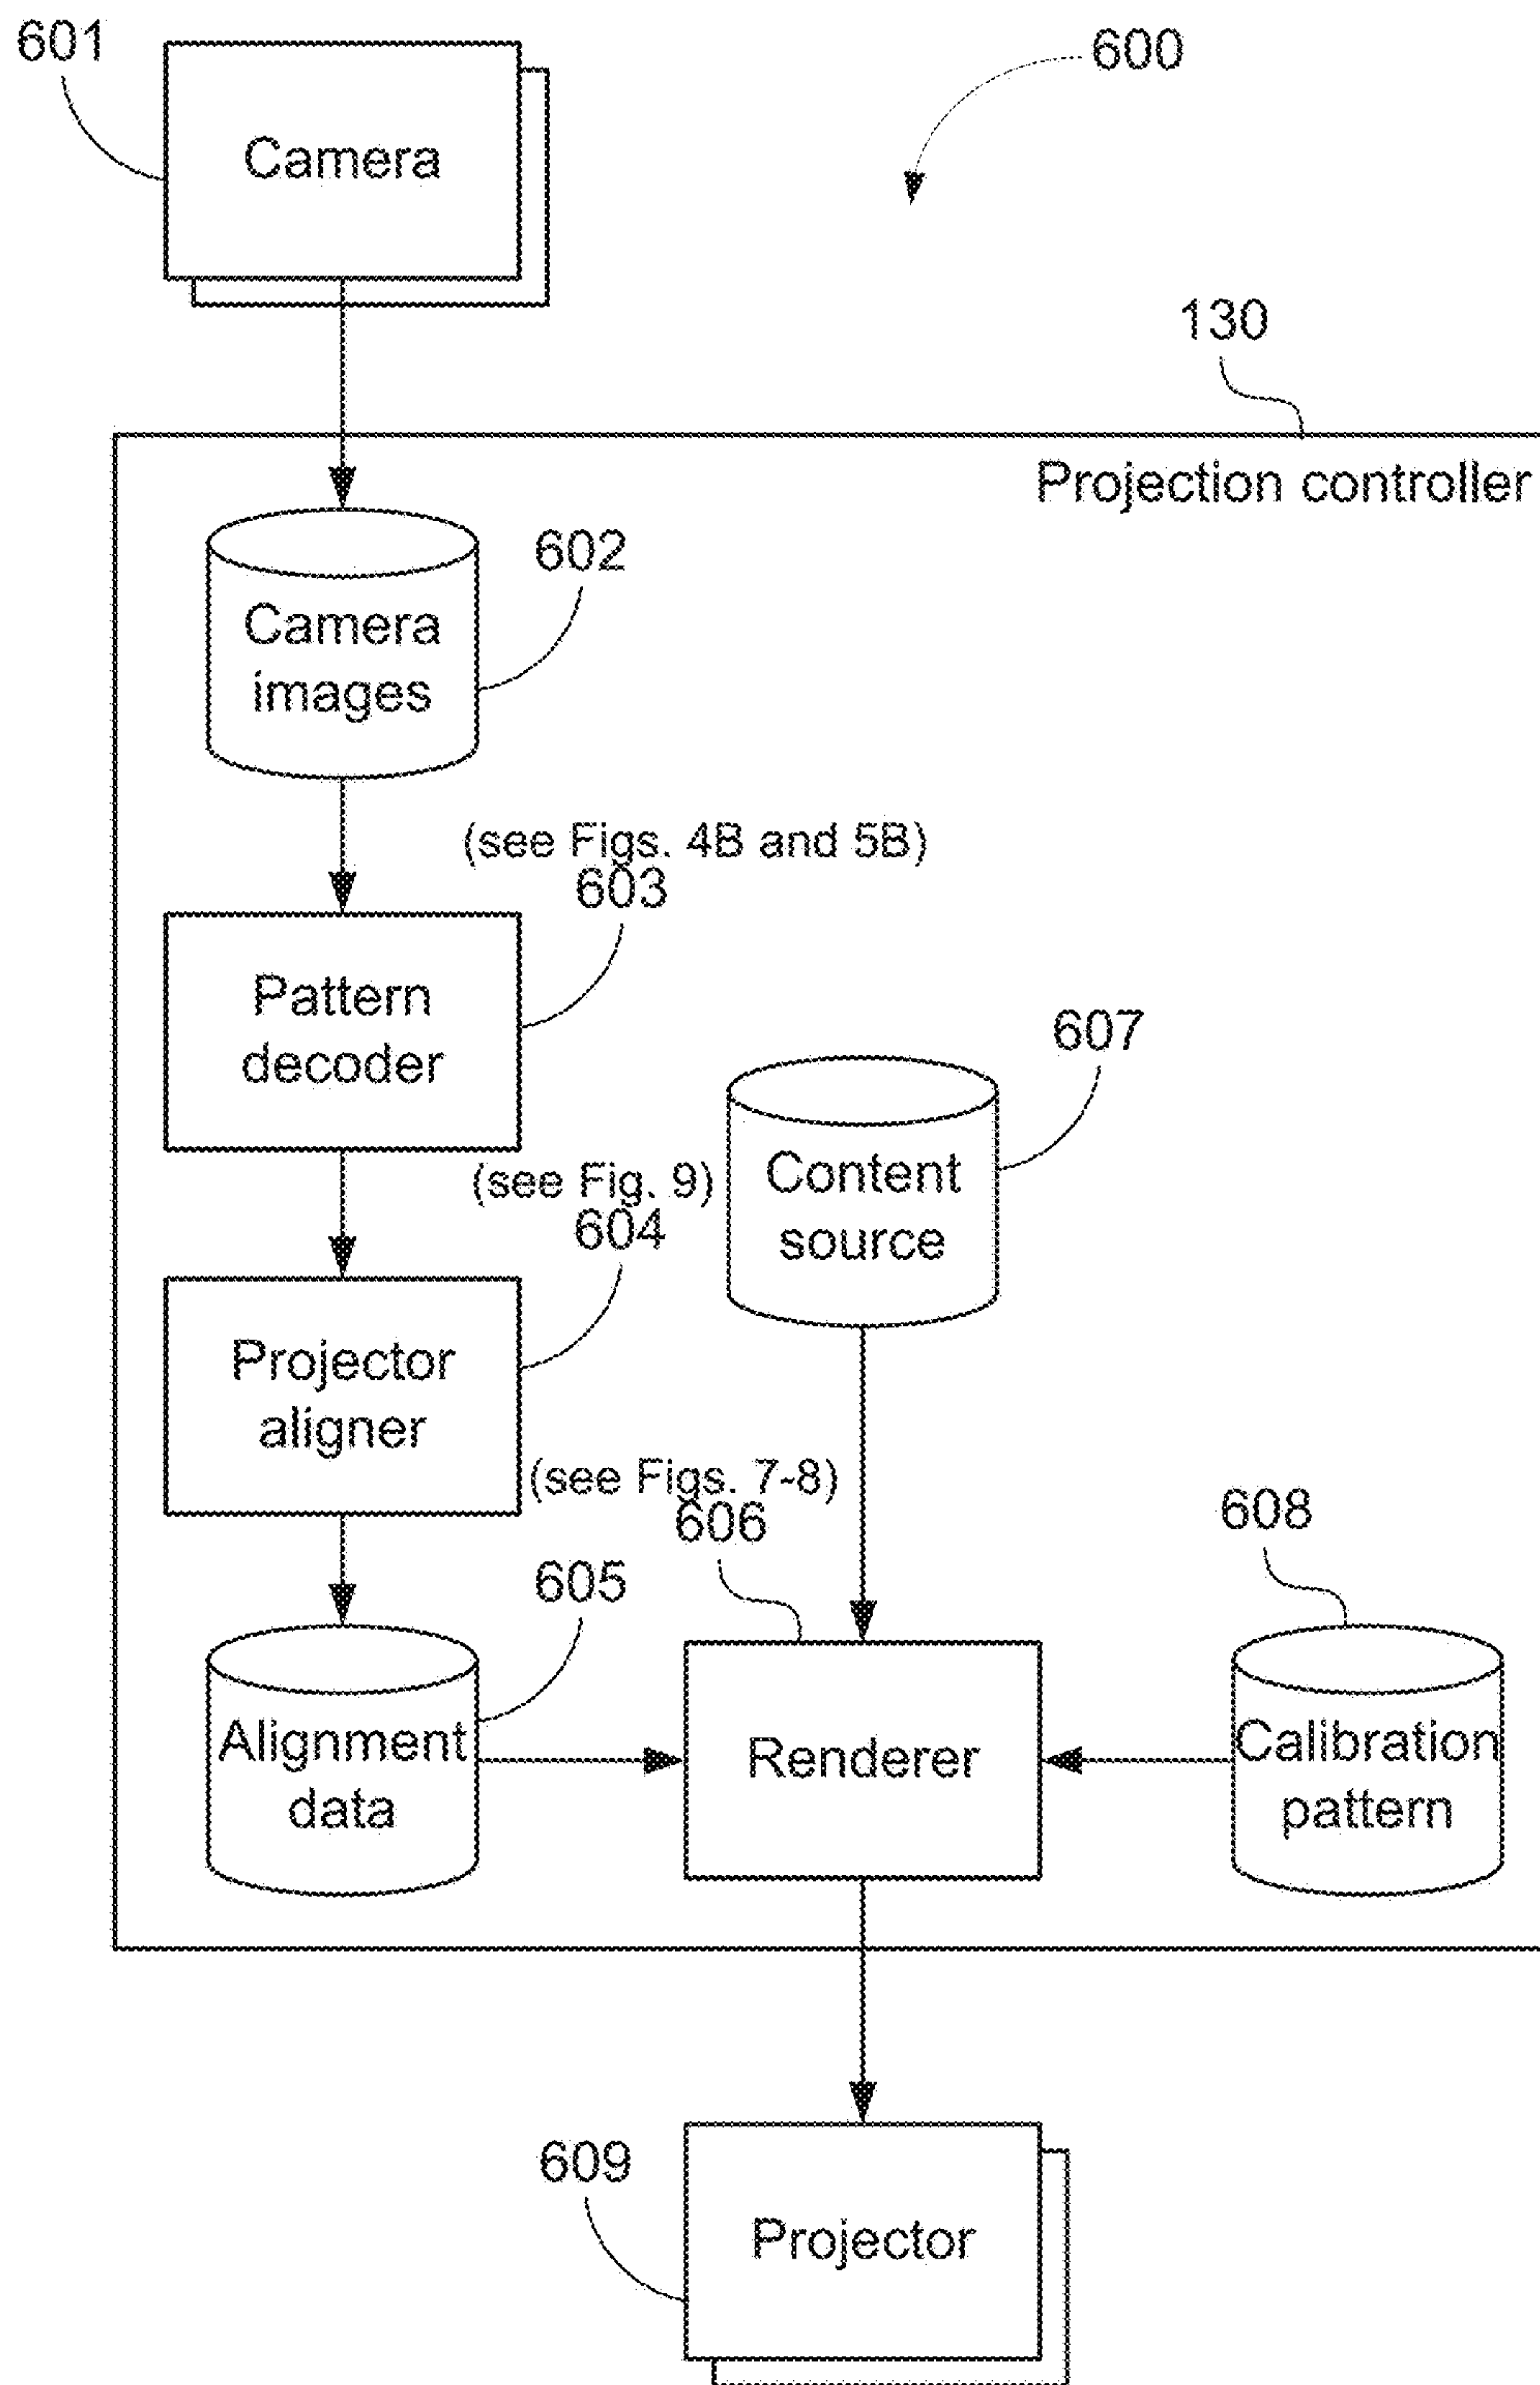 601
600
Camera
130
Projection controller
602
Camera
images
(see Figs. 4B and 5B)
603
Pattern
decoder
607
(see Fig. 9)
604
Content
source
Projector
aligner
(see Figs. 7-8)
606
608
605
Alignment
data
Renderer
Calibration
pattern
609
Projector